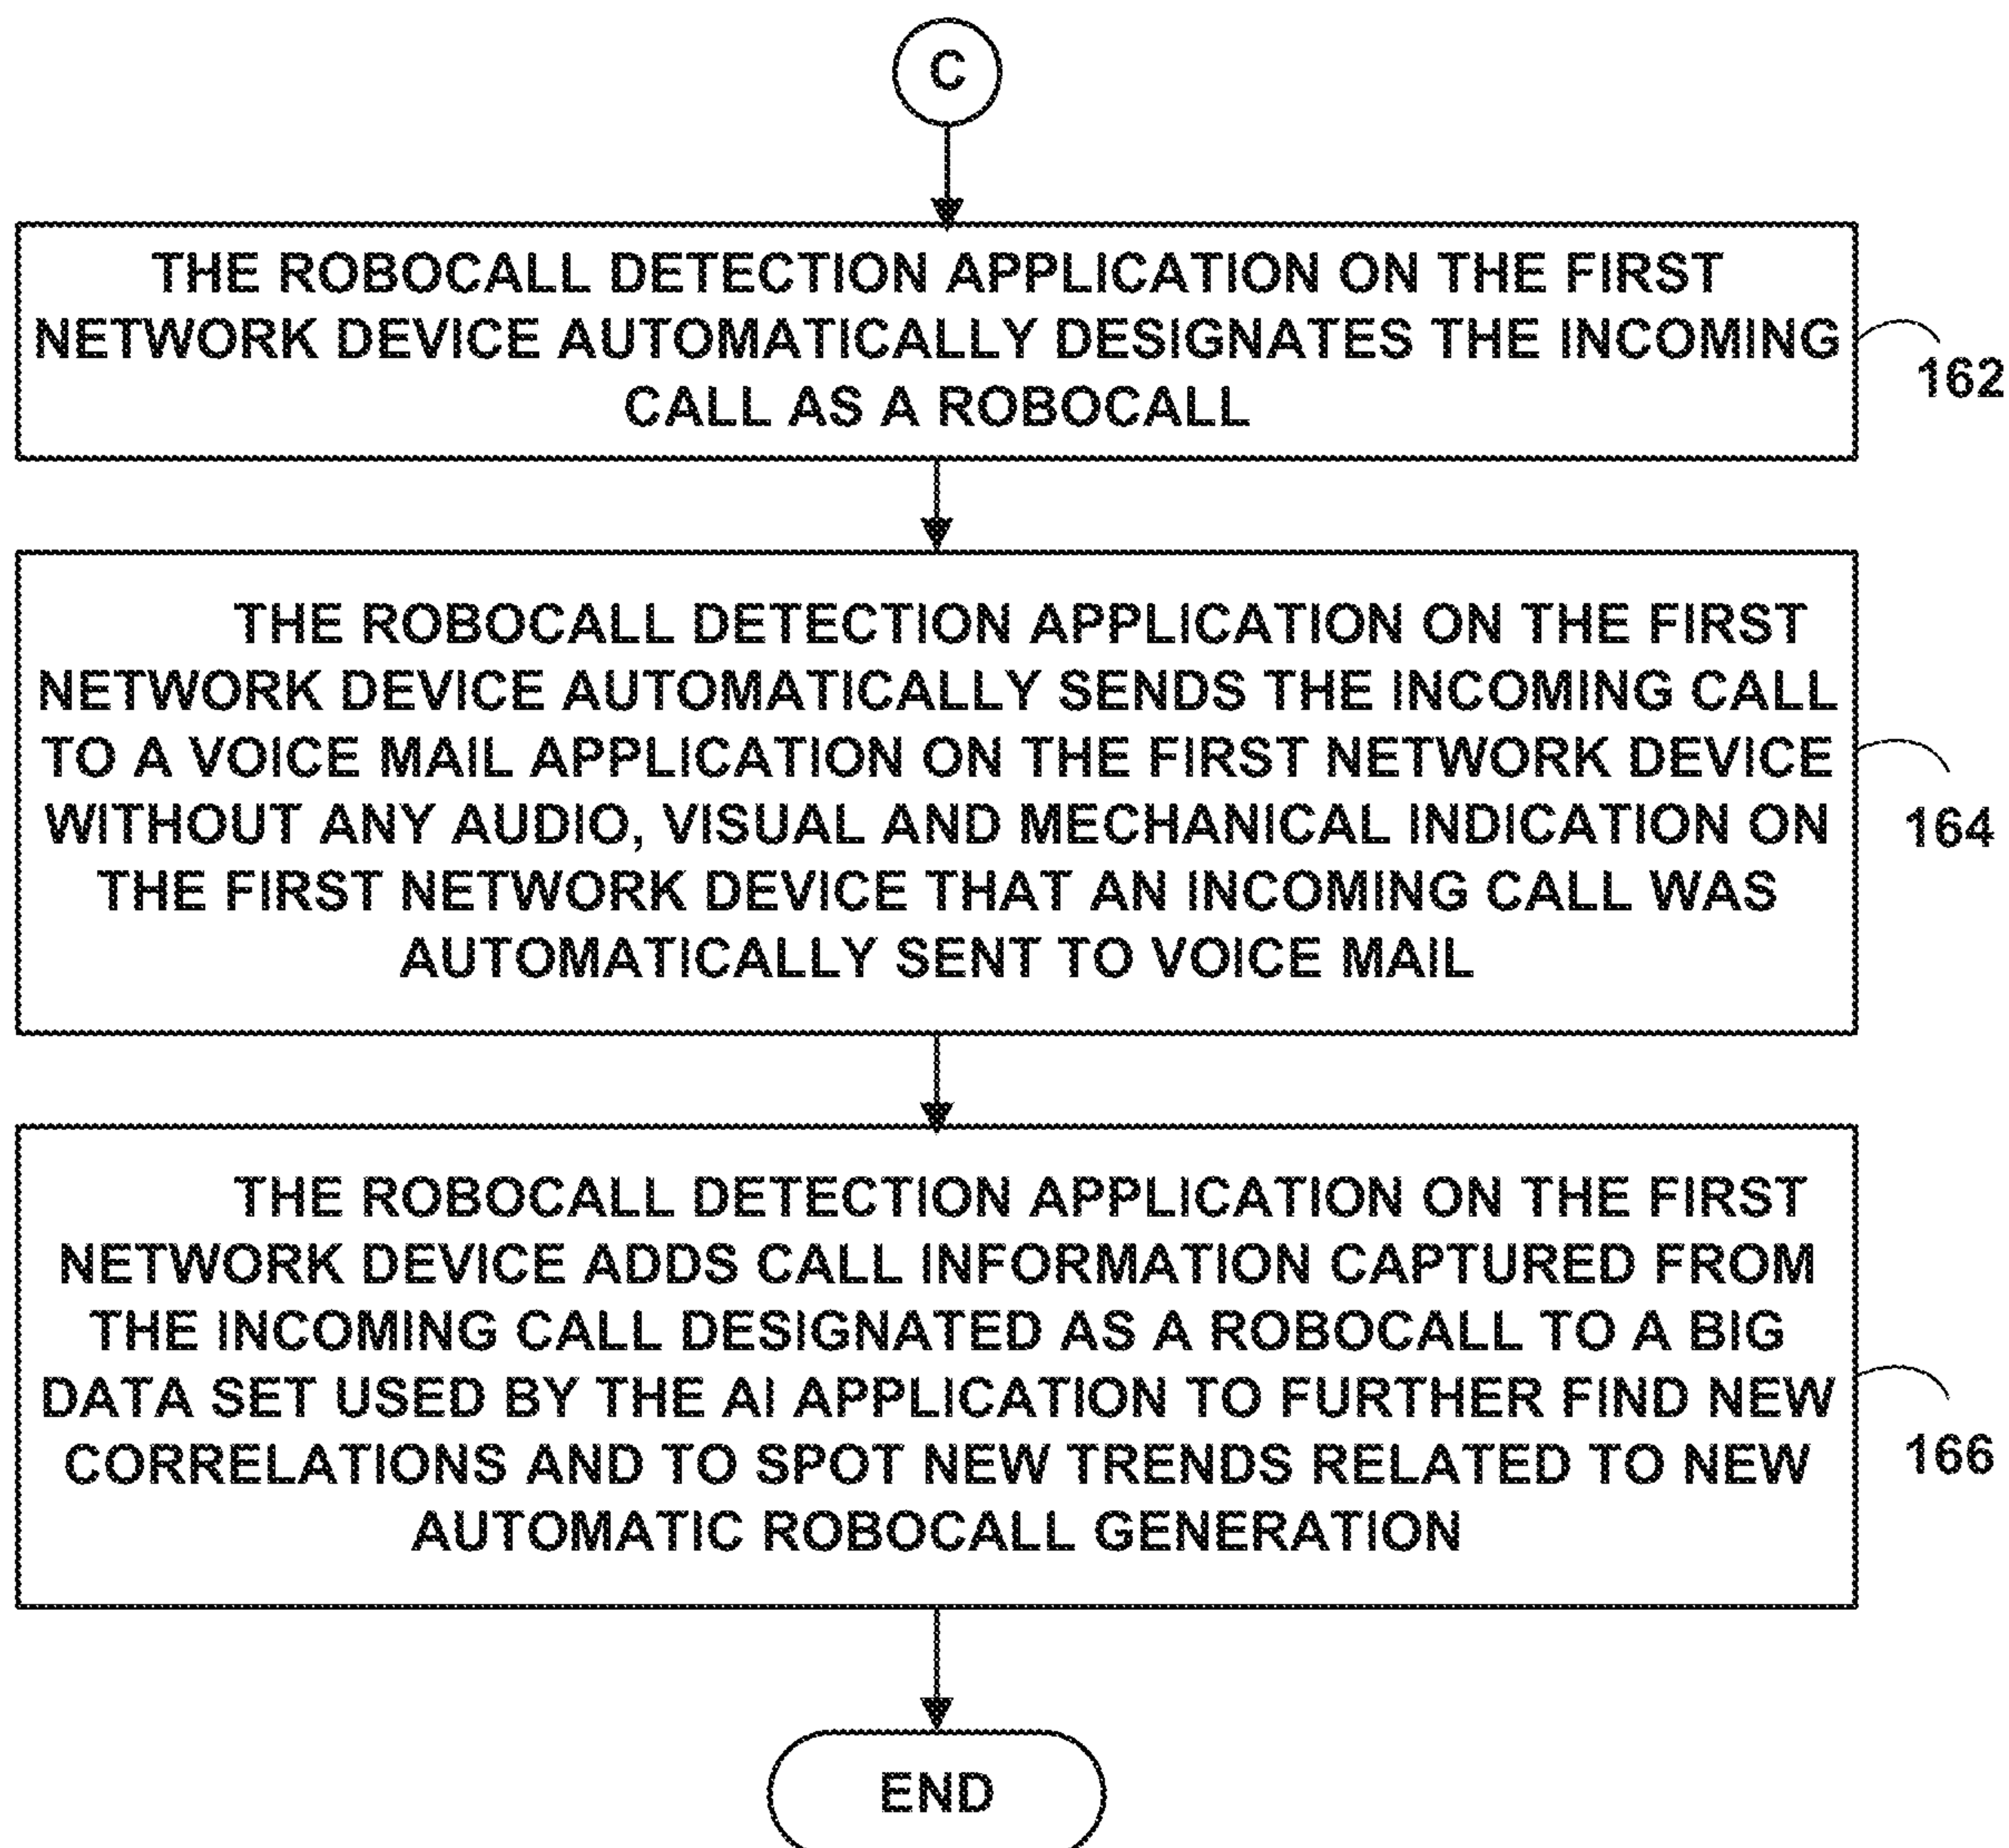 C
THE ROBOCALL DETECTION APPLICATION ON THE FIRST
NETWORK DEVICE AUTOMATICALLY DESIGNATES THE INCOMING
CALL AS A ROBOCALL
162
THE ROBOCALL DETECTION APPLICATION ON THE FIRST
NETWORK DEVICE AUTOMATICALLY SENDS THE INCOMING CALL
TO A VOICE MAIL APPLICATION ON THE FIRST NETWORK DEVICE
WITHOUT ANY AUDIO, VISUAL AND MECHANICAL INDICATION ON
THE FIRST NETWORK DEVICE THAT AN INCOMING CALL WAS
AUTOMATICALLY SENT TO VOICE MAIL
164
THE ROBOCALL DETECTION APPLICATION ON THE FIRST
NETWORK DEVICE ADDS CALL INFORMATION CAPTURED FROM
THE INCOMING CALL DESIGNATED AS A ROBOCALL TO A BIG
DATA SET USED BY THE AI APPLICATION TO FURTHER FIND NEW
CORRELATIONS AND TO SPOT NEW TRENDS RELATED TO NEW
AUTOMATIC ROBOCALL GENERATION
166
END